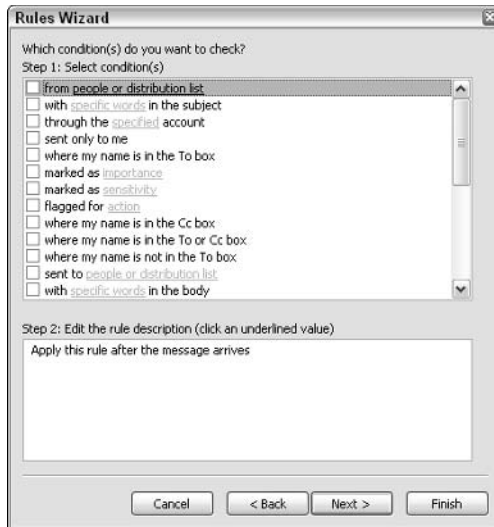 Rules Wizard
Which condition(s) do you want to check?
Step 1: Select condition(s)
from people or distribution list
with specific words in the subject
through the specified account
sent only to me
where my name is in the To box
marked as importance
marked as sensitivity
flagged for action
where my name is in the Cc box
where my name is in the To or Cc box
where my name is not in the To box
sent to people or distribution list
with specific words in the body
Step 2: Edit the rule description (click an underlined value)
Apply this rule after the message arrives
Cancel
< Back
Next >
Finish